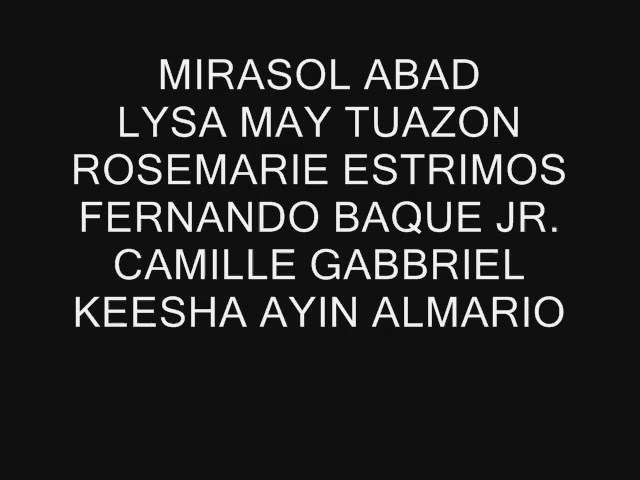 MIRASOL ABAD
LYSA MAY TUAZON
ROSEMARIE ESTRIMOS
FERNANDO BAQUE JR.
CAMILLE GABBRIEL
KEESHA AYIN ALMARIO